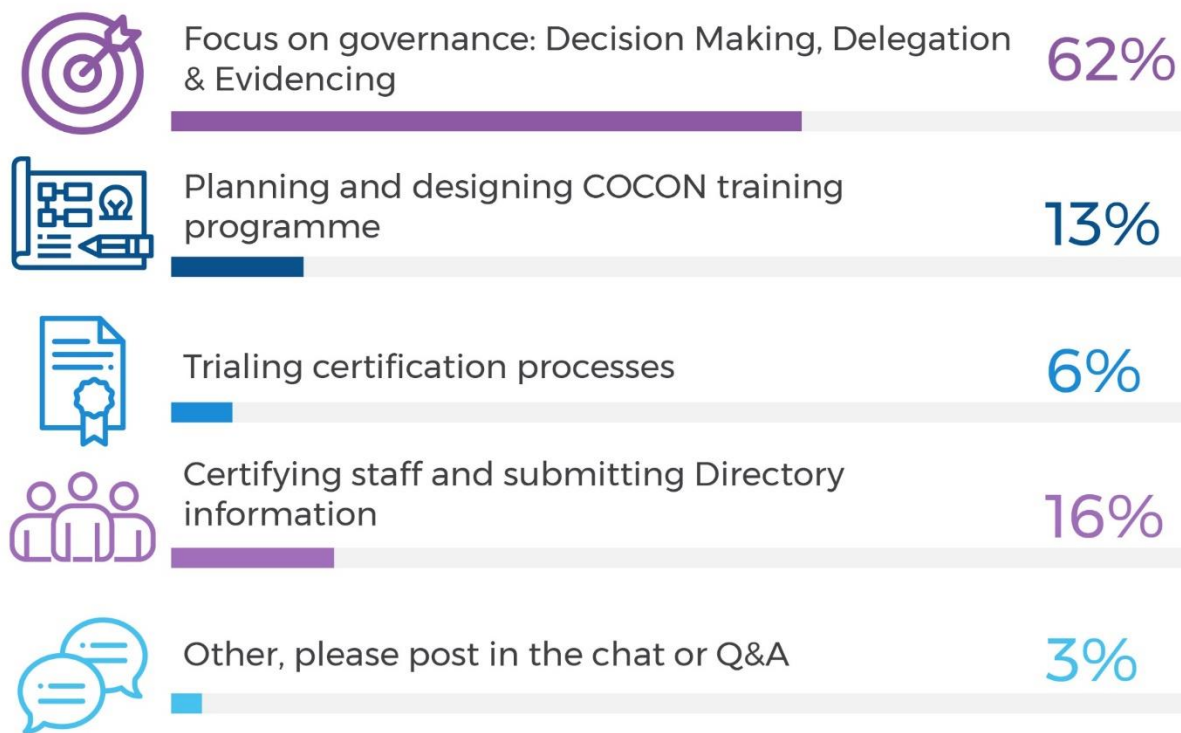 Focus on governance: Decision Making, Delegation
& Evidencing
62%
Planning and designing COCON training
programme
13%
Trialing certification processes
6%
Certifying staff and submitting Directory
information
16%
Other, please post in the chat or Q&A
3%